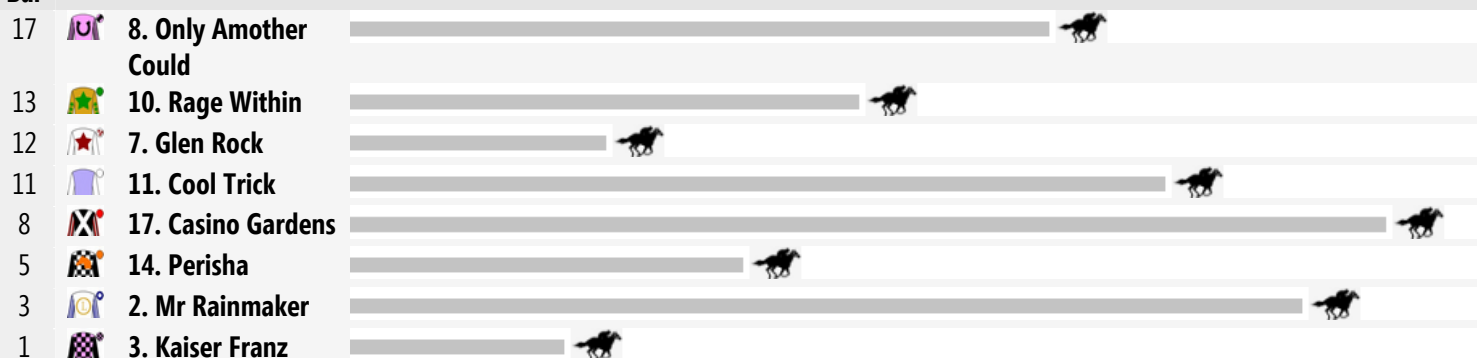 Bar
17 8. Only Amother
Could
13 10. Rage Within
12 7. Glen Rock
11 11. Cool Trick
8 17. Casino Gardens
5 14. Perisha
3 2. Mr Rainmaker
1 3. Kaiser Franz